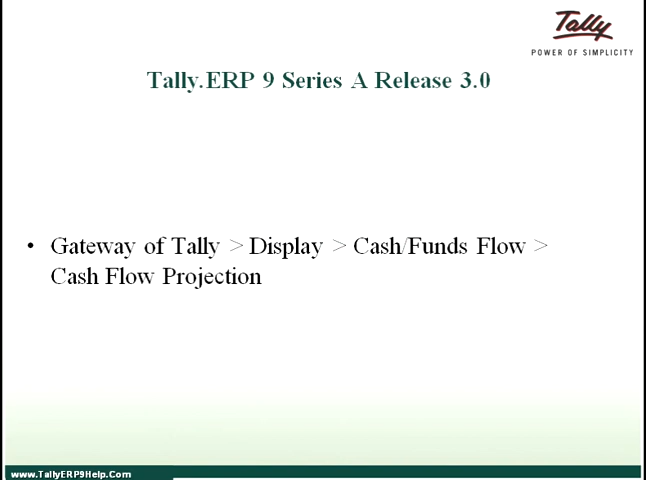 Tally
POWER OF SIMPLICITY
Tally.ERP 9 Series A Release 3.0
• Gateway of Tally > Display > Cash/Funds Flow >
Cash Flow Projection
www.TallyERP9Help.Com